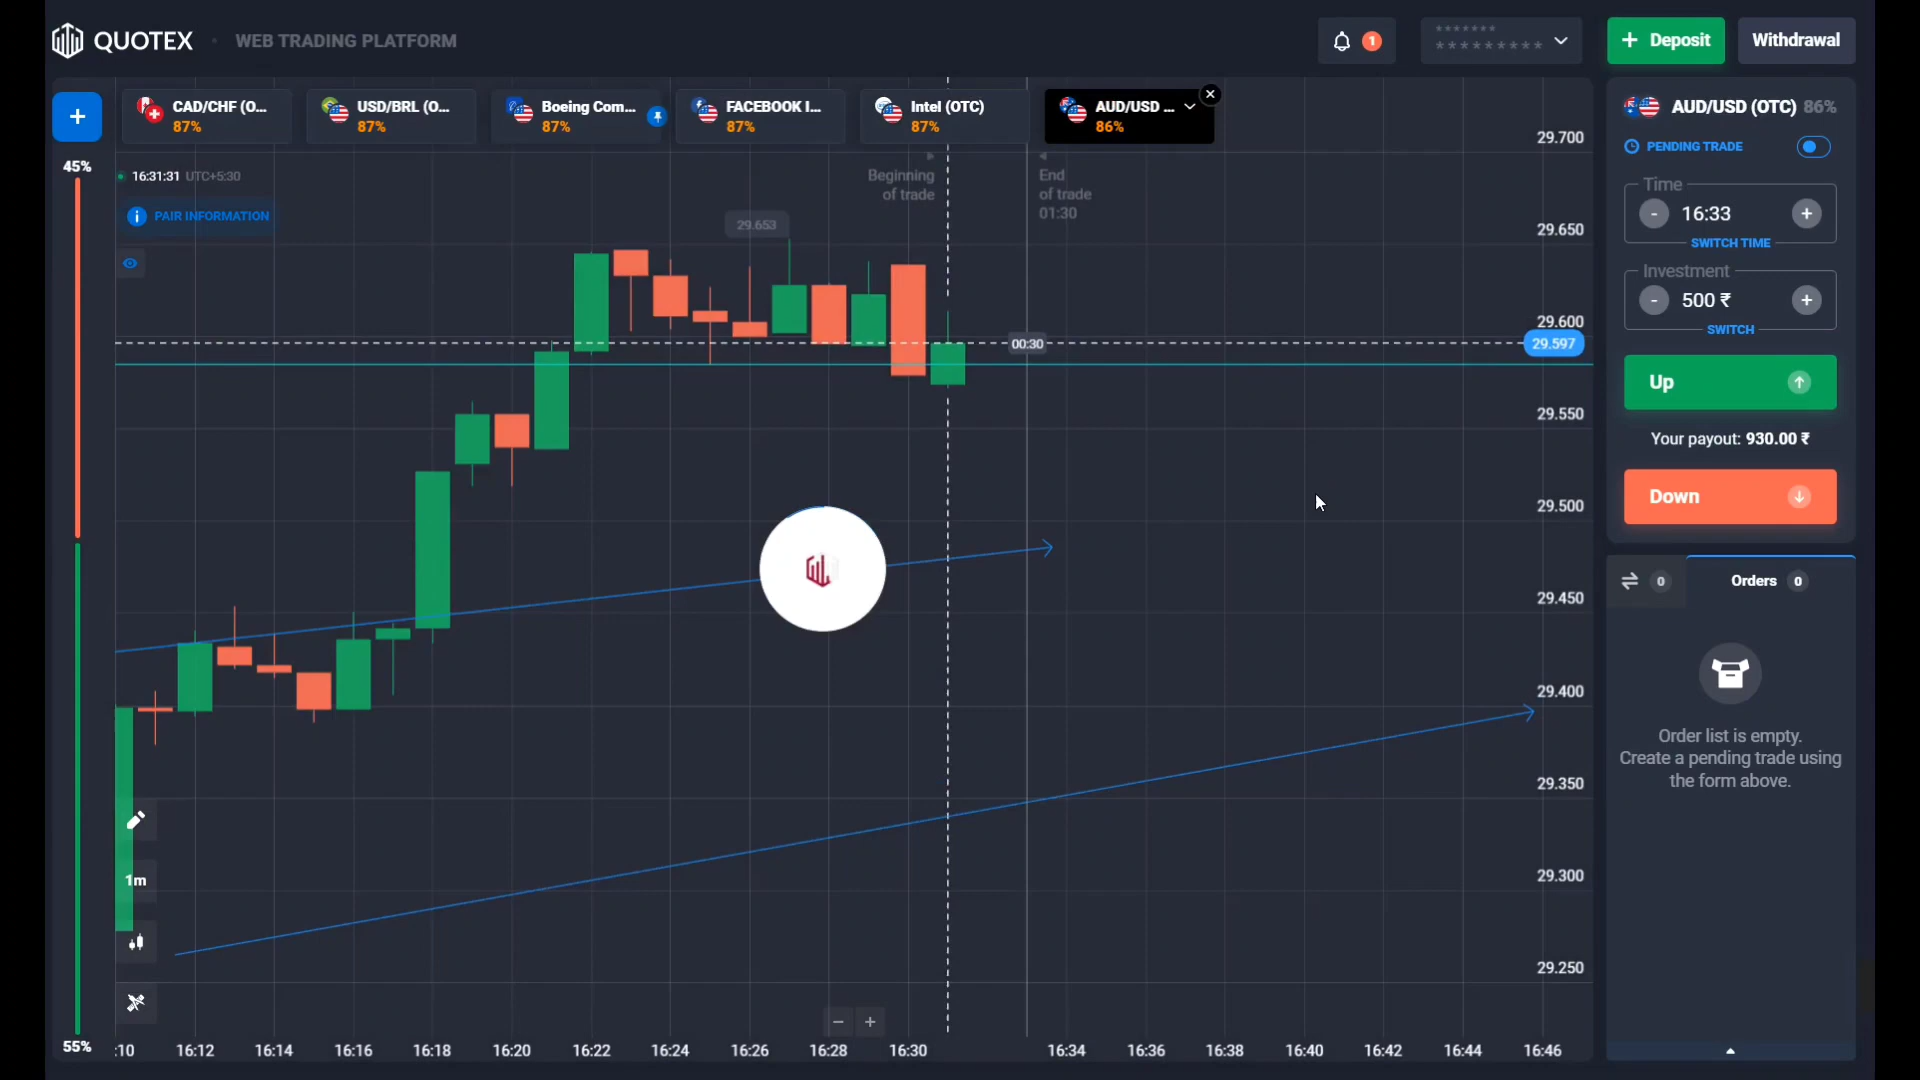 QUOTEX
WEB TRADING PLATFORM
1
*******
*********
+ Deposit
Withdrawal
+
CAD/CHF (O...
87%
USD/BRL (O...
87%
Boeing Com...
87%
FACEBOOK I...
87%
Intel (OTC)
87%
AUD/USD ...
86%
45%
16:31:31 UTC+5:30
PAIR INFORMATION
Beginning
of trade
End
of trade
01:30
29.653
00:30
29.700
29.650
29.600
29.597
29.550
29.500
29.450
29.400
29.350
29.300
29.250
1m
55%
:10
16:12
16:14
16:16
16:18
16:20
16:22
16:24
16:26
16:28
16:30
16:34
16:36
16:38
16:40
16:42
16:44
16:46
AUD/USD (OTC) 86%
PENDING TRADE
Time
- 16:33 +
SWITCH TIME
Investment
- 500 ₹ +
SWITCH
Up
Your payout: 930.00 ₹
Down
0
Orders 0
Order list is empty.
Create a pending trade using
the form above.